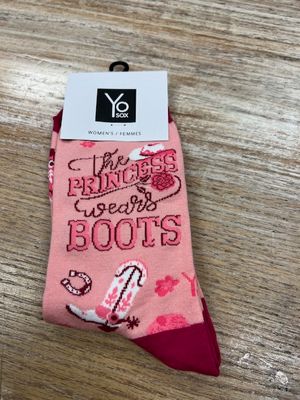 Yo
SOX
WOMEN'S / FEMMES
The
PRINCESS
wears
BOOTS